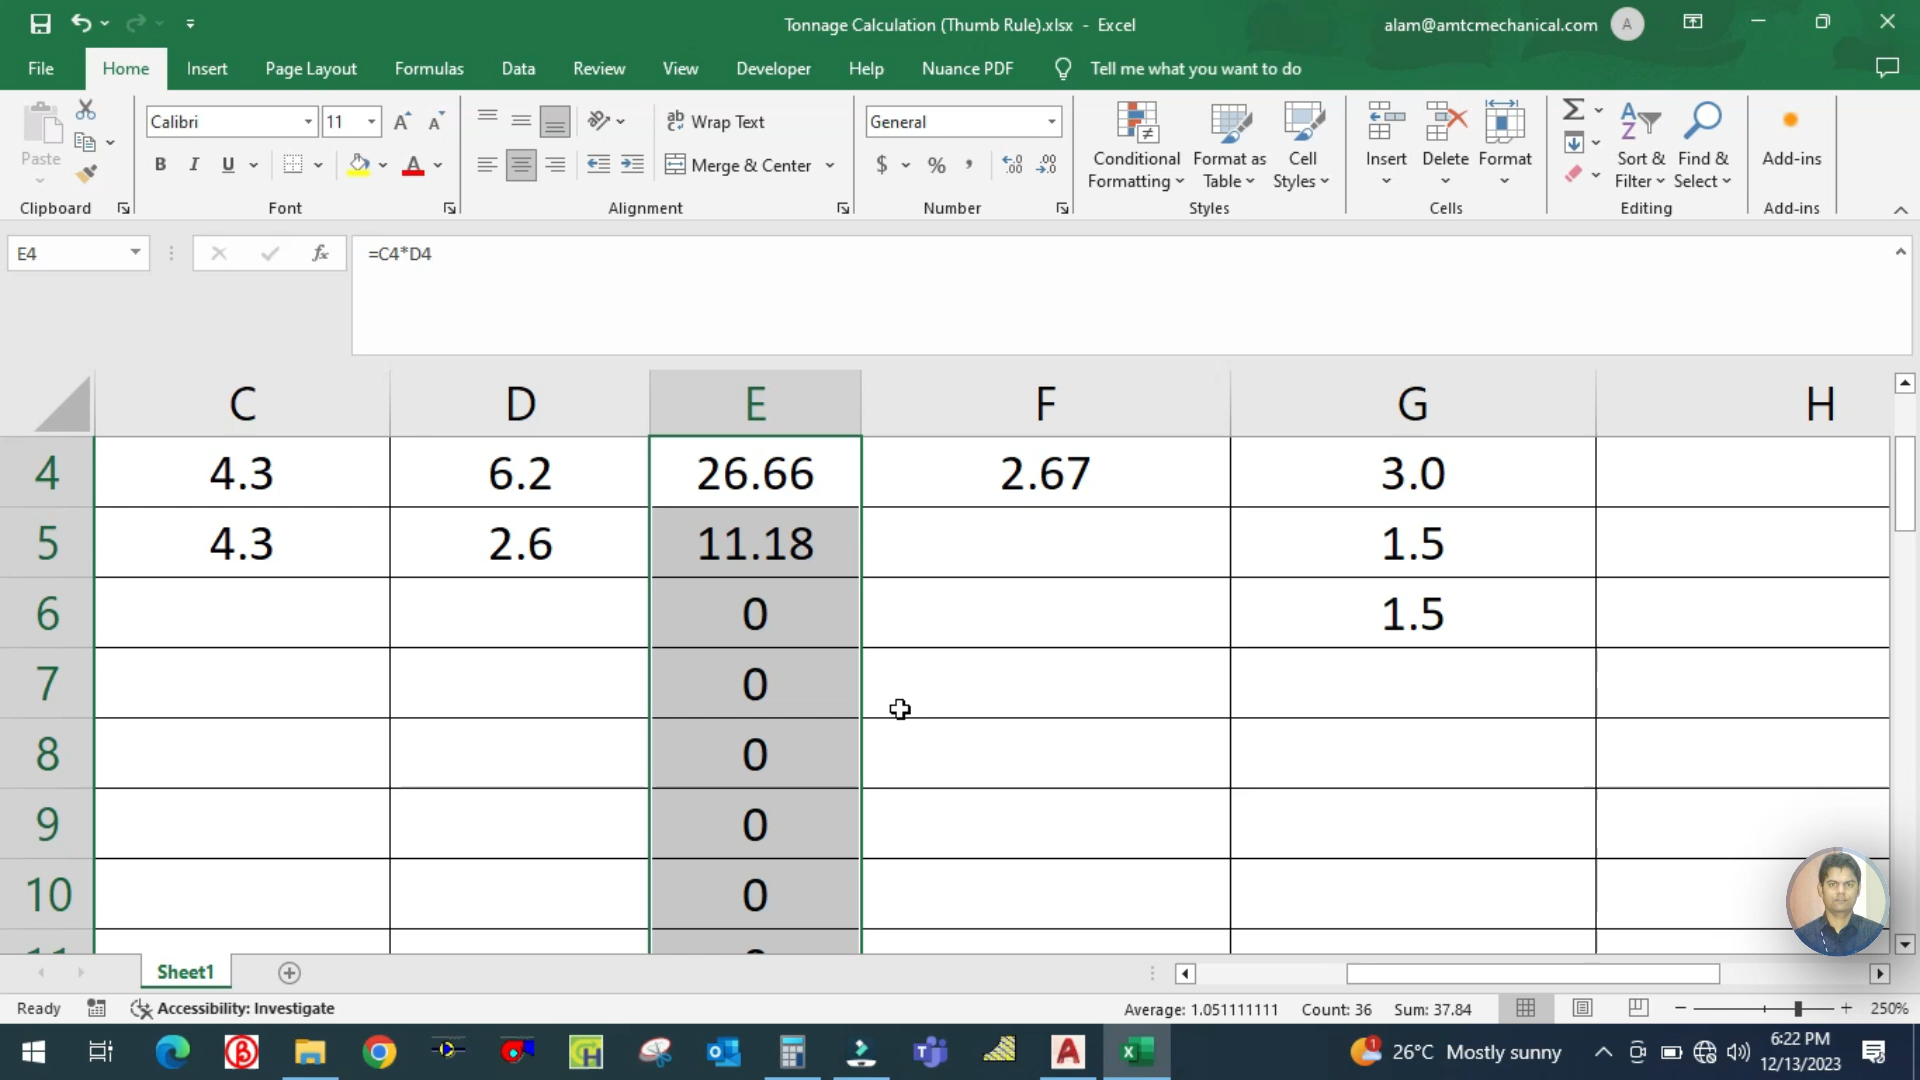 Tonnage Calculation (Thumb Rule).xlsx - Excel
alam@amtcmechanical.com
A
File
Home
Insert
Page Layout
Formulas
Data
Review
View
Developer
Help
Nuance PDF
Tell me what you want to do
Paste
Clipboard
Calibri
11
B
I
U
A
Font
ab Wrap Text
Merge & Center
Alignment
General
$
%
Number
Conditional
Formatting
Format as
Table
Cell
Styles
Styles
Insert
Delete
Format
Cells
Sort &
Filter
Find &
Select
Editing
Add-ins
Add-ins
E4
fx
=C4*D4
C
D
E
F
G
H
4
4.3
6.2
26.66
2.67
3.0
5
4.3
2.6
11.18
1.5
6
0
1.5
7
0
8
0
9
0
10
0
Sheet1
Ready
Accessibility: Investigate
Average: 1.051111111
Count: 36
Sum: 37.84
250%
26°C Mostly sunny
6:22 PM
12/13/2023